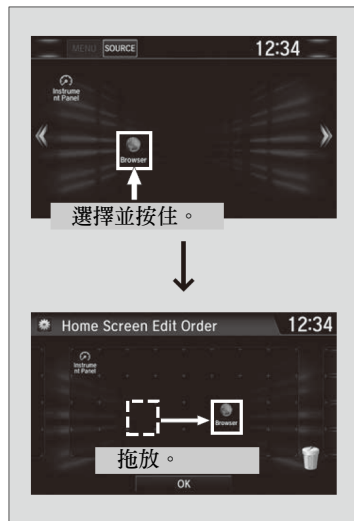 MENU SOURCE 12:34
Instrume
nt Panel
Browser
選擇並按住。
Home Screen Edit Order 12:34
Instrume
nt Panel
Browser
拖放。
OK